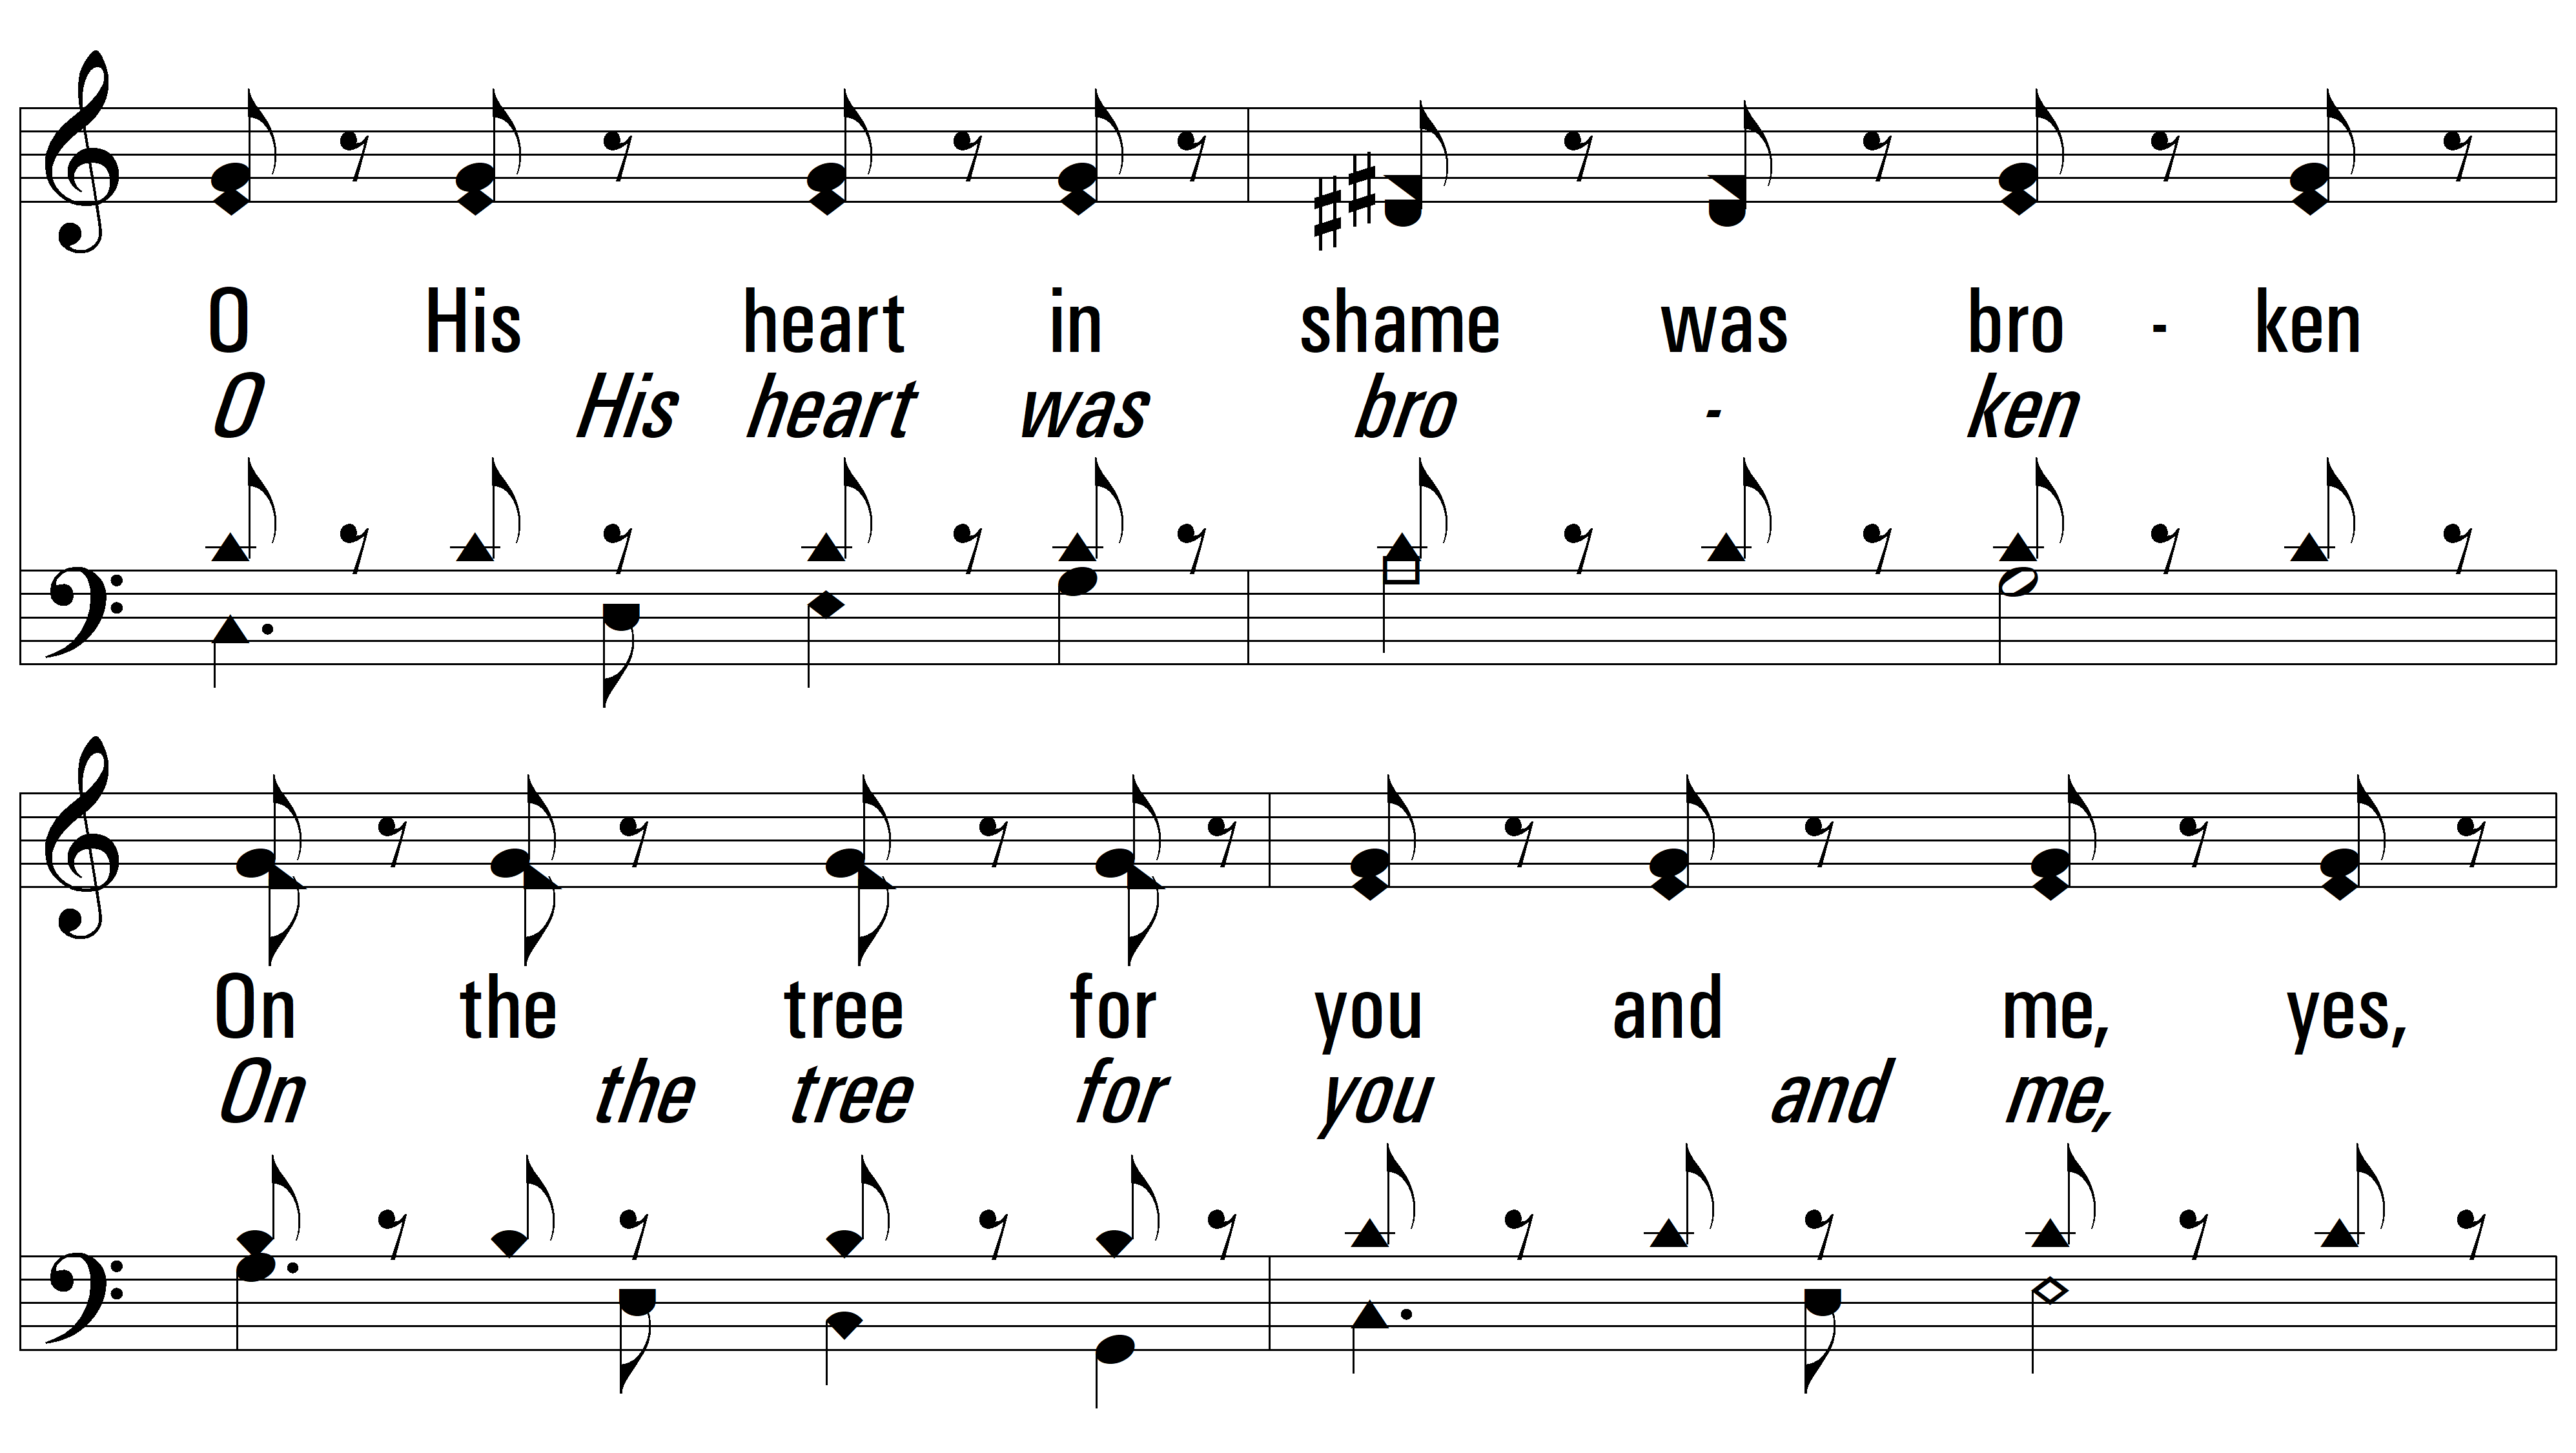 O His heart in shame was bro - ken
O His heart was bro - ken
On the tree for you and me, yes,
On the tree for you and me,